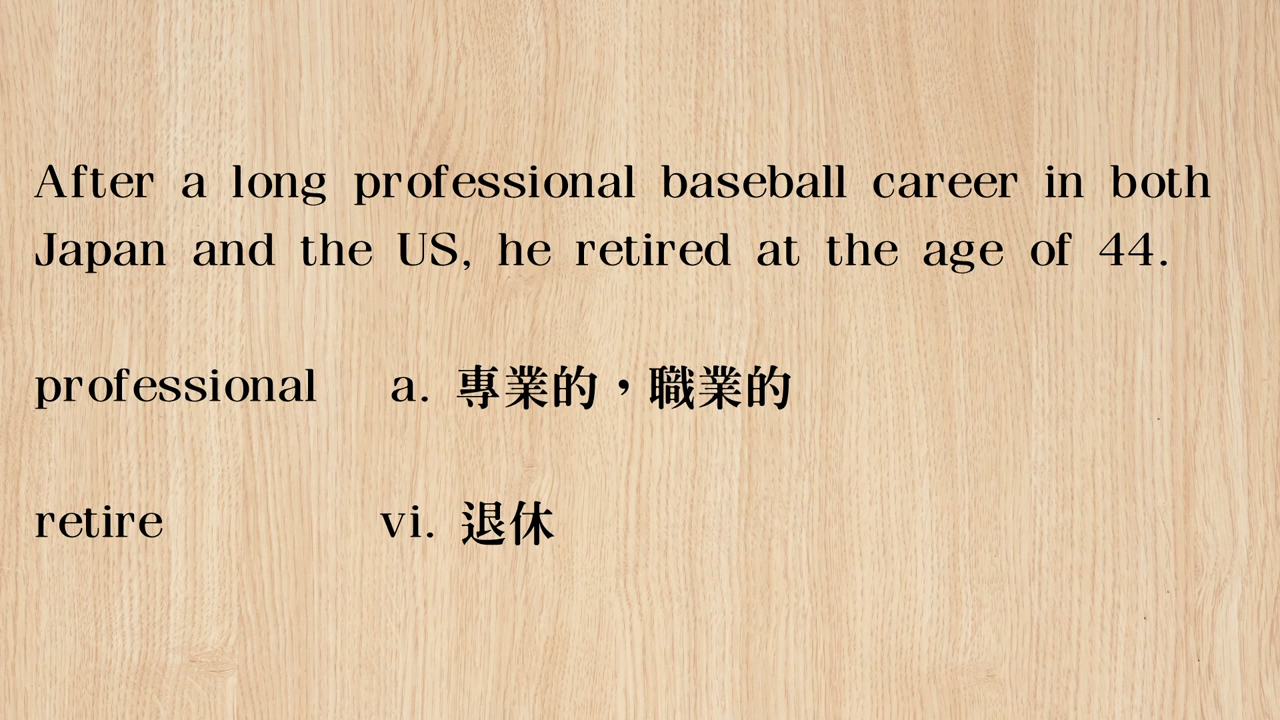 After a long professional baseball career in both
Japan and the US, he retired at the age of 44.
professional a. 專業的，職業的
retire vi. 退休